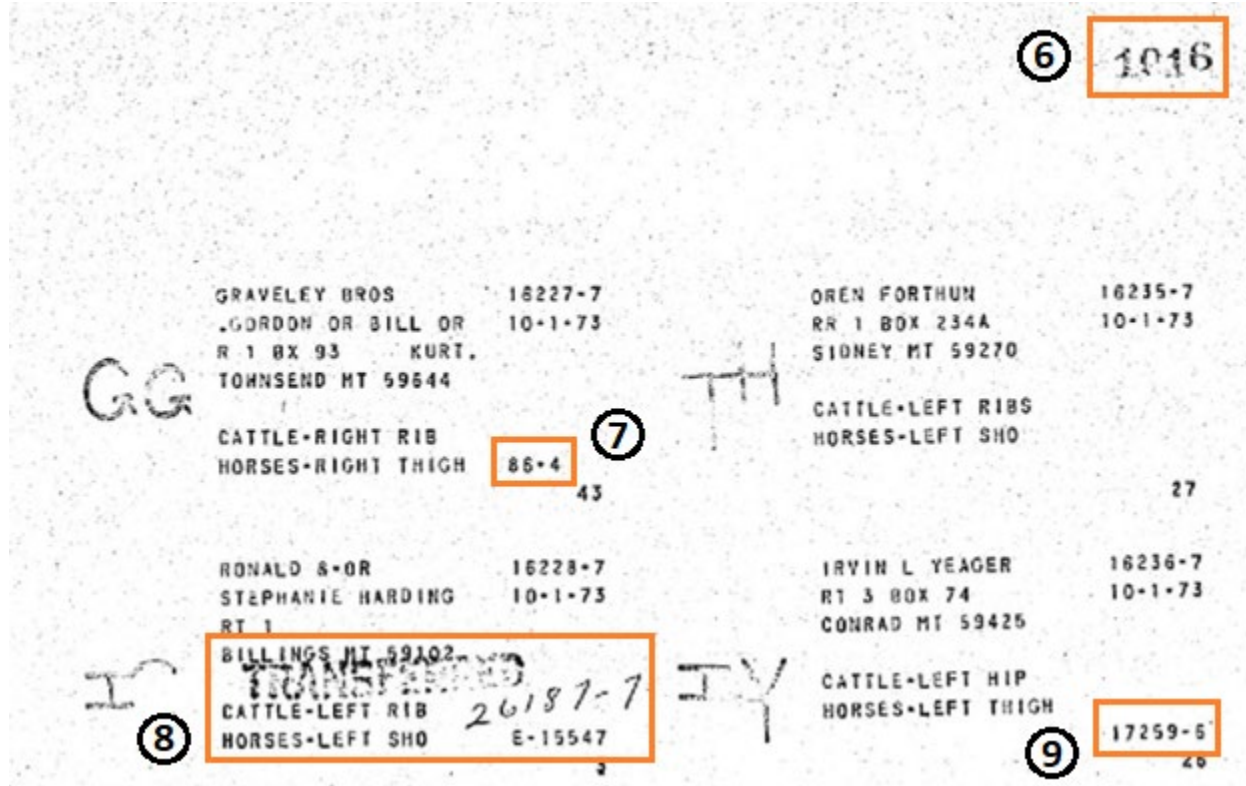 6 1016
GRAVELEY BROS 16227-7
.GORDON OR BILL OR 10-1-73
R 1 BX 93 KURT.
TOWNSEND MT 59644
GG
CATTLE-RIGHT RIB
HORSES-RIGHT THIGH 86-4
7
43
OREN FORTHUN 16235-7
RR 1 BOX 234A 10-1-73
SIDNEY MT 59270
TH
CATTLE-LEFT RIBS
HORSES-LEFT SHO
27
RONALD &-OR 16228-7
STEPHANIE HARDING 10-1-73
RT 1
BILLINGS MT 59102
TRANSFERRED
26187-7
CATTLE-LEFT RIB
8
HORSES-LEFT SHO E-15547
IRVIN L YEAGER 16236-7
RT 3 BOX 74 10-1-73
CONRAD MT 59425
IY
CATTLE-LEFT HIP
HORSES-LEFT THIGH
9 17259-6